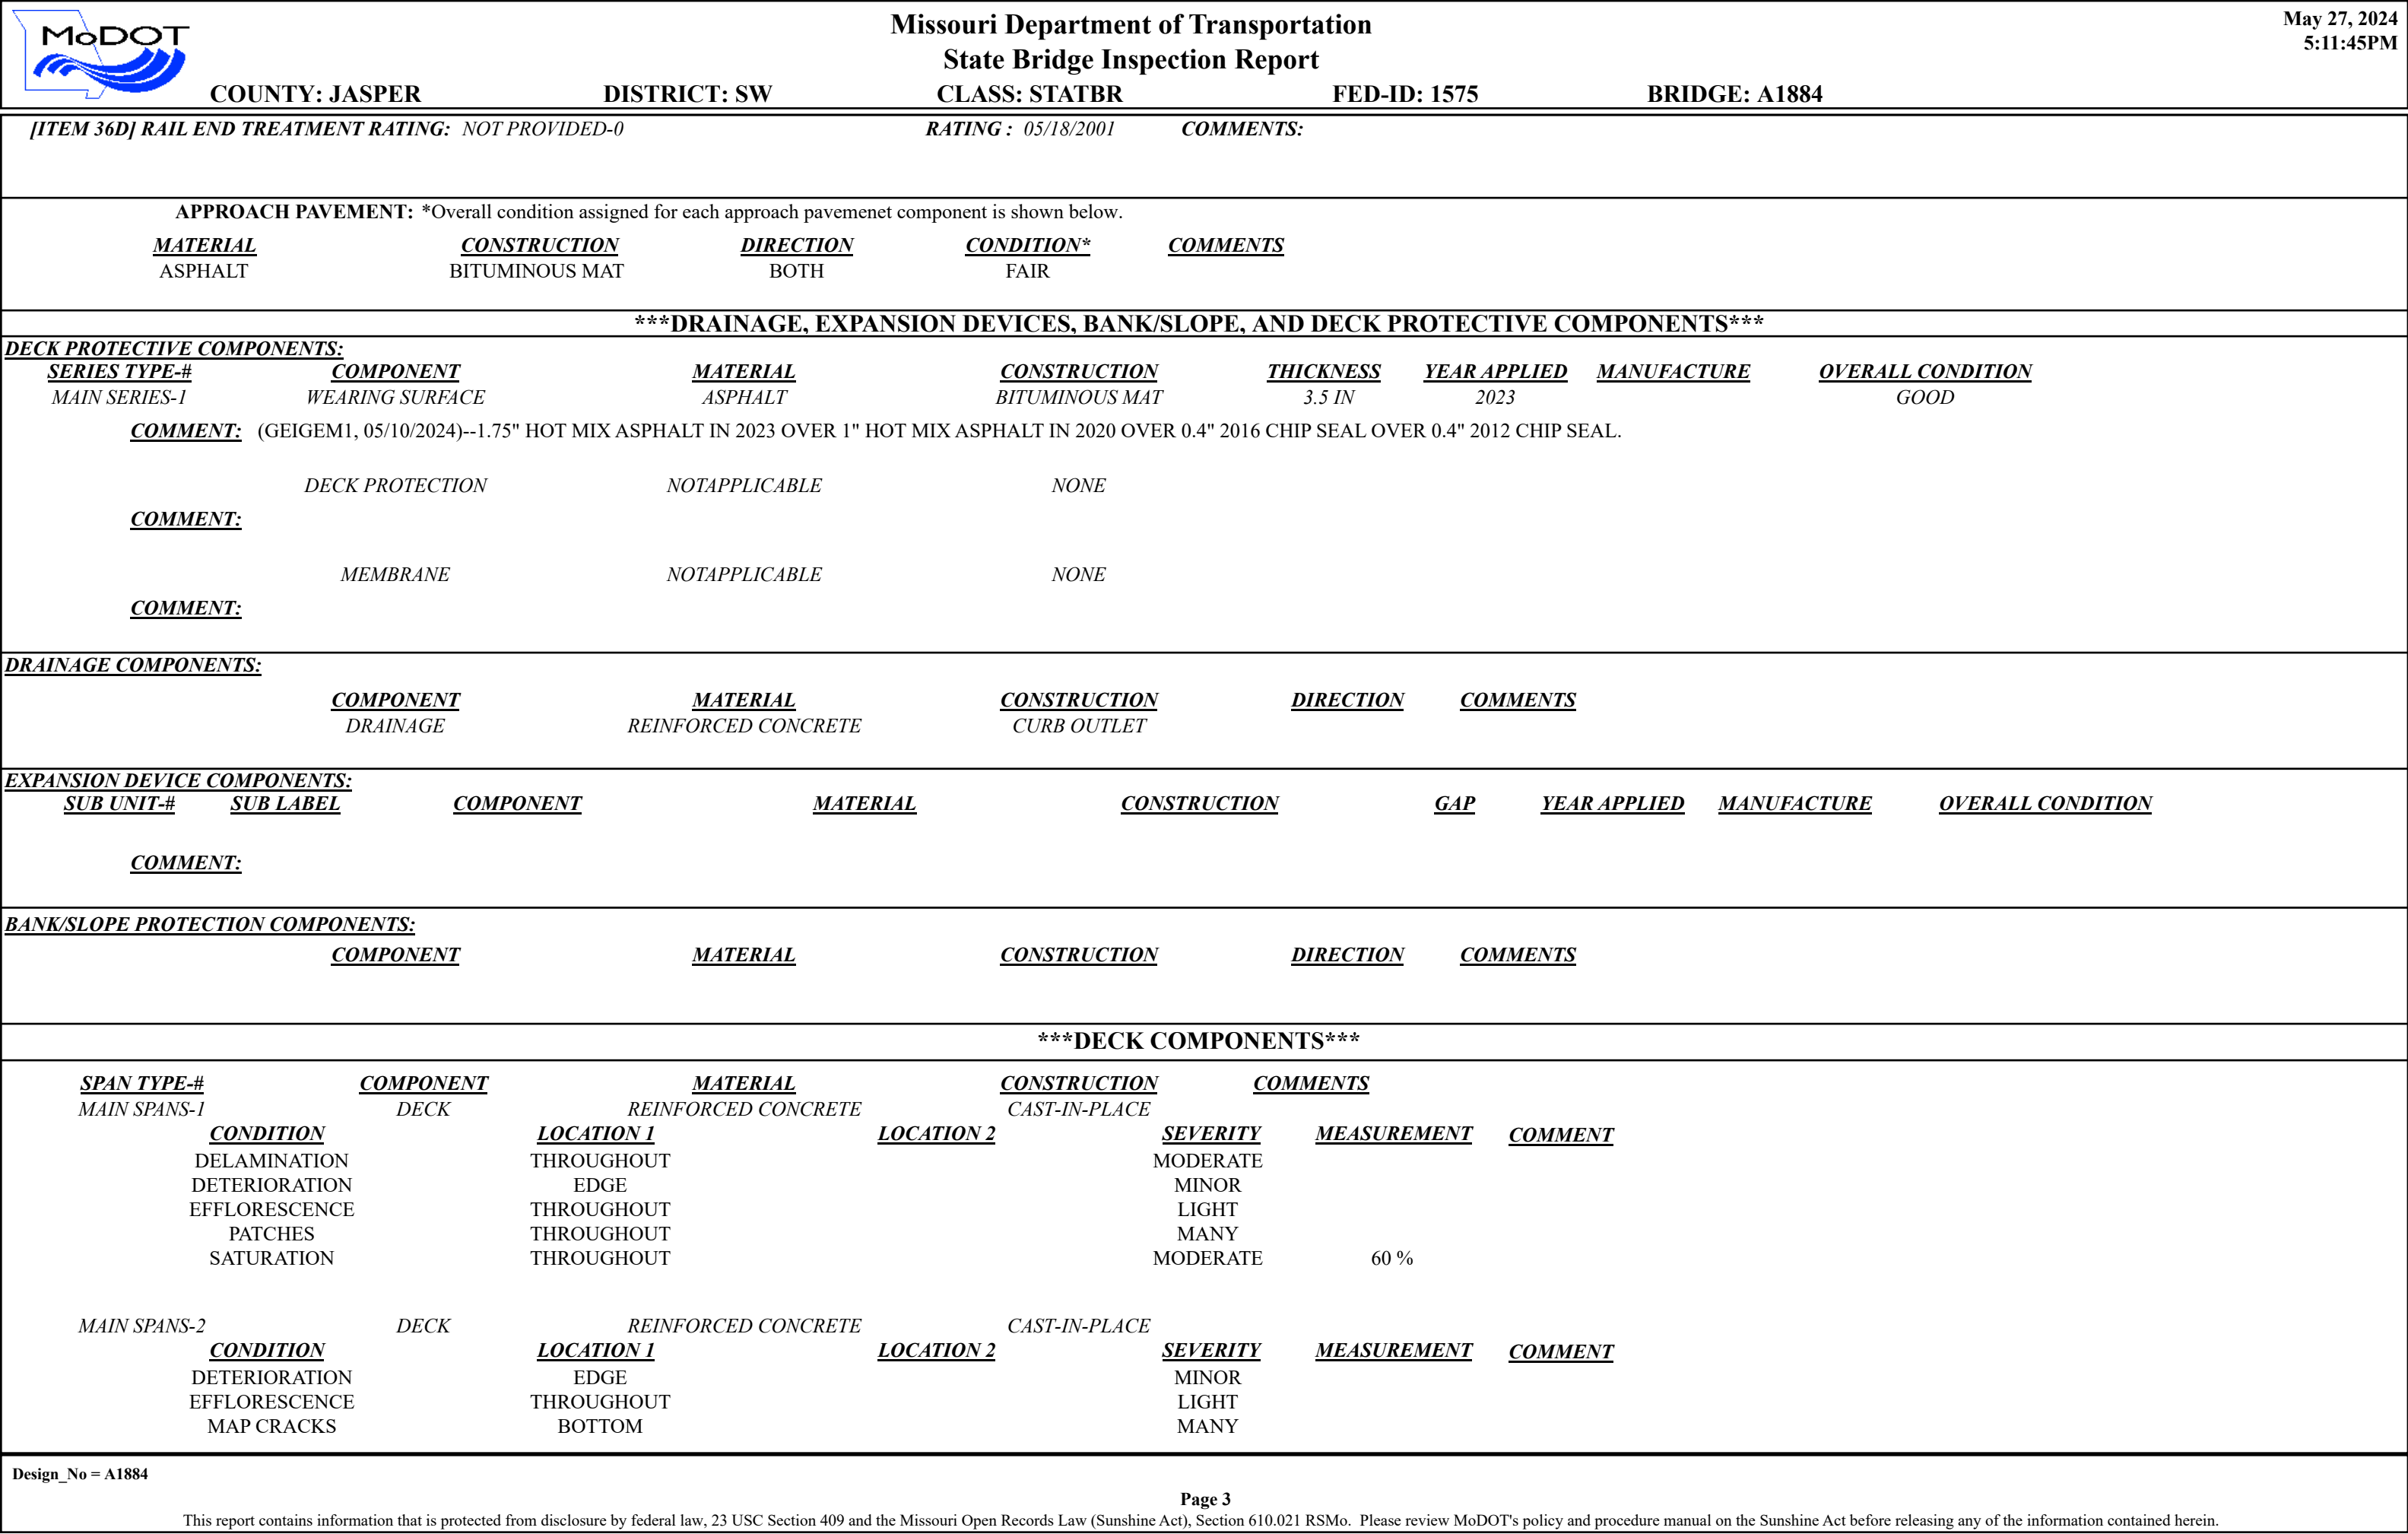 MoDOT
Missouri Department of Transportation
State Bridge Inspection Report
May 27, 2024
5:11:45PM
COUNTY: JASPER DISTRICT: SW CLASS: STATBR FED-ID: 1575 BRIDGE: A1884
[ITEM 36D] RAIL END TREATMENT RATING: NOT PROVIDED-0 RATING : 05/18/2001 COMMENTS:
APPROACH PAVEMENT: *Overall condition assigned for each approach pavemenet component is shown below.
MATERIAL CONSTRUCTION DIRECTION CONDITION* COMMENTS
ASPHALT BITUMINOUS MAT BOTH FAIR
***DRAINAGE, EXPANSION DEVICES, BANK/SLOPE, AND DECK PROTECTIVE COMPONENTS***
DECK PROTECTIVE COMPONENTS:
SERIES TYPE-# COMPONENT MATERIAL CONSTRUCTION THICKNESS YEAR APPLIED MANUFACTURE OVERALL CONDITION
MAIN SERIES-1 WEARING SURFACE ASPHALT BITUMINOUS MAT 3.5 IN 2023 GOOD
COMMENT: (GEIGEM1, 05/10/2024)--1.75" HOT MIX ASPHALT IN 2023 OVER 1" HOT MIX ASPHALT IN 2020 OVER 0.4" 2016 CHIP SEAL OVER 0.4" 2012 CHIP SEAL.
DECK PROTECTION NOTAPPLICABLE NONE
COMMENT:
MEMBRANE NOTAPPLICABLE NONE
COMMENT:
DRAINAGE COMPONENTS:
COMPONENT MATERIAL CONSTRUCTION DIRECTION COMMENTS
DRAINAGE REINFORCED CONCRETE CURB OUTLET
EXPANSION DEVICE COMPONENTS:
SUB UNIT-# SUB LABEL COMPONENT MATERIAL CONSTRUCTION GAP YEAR APPLIED MANUFACTURE OVERALL CONDITION
COMMENT:
BANK/SLOPE PROTECTION COMPONENTS:
COMPONENT MATERIAL CONSTRUCTION DIRECTION COMMENTS
***DECK COMPONENTS***
SPAN TYPE-# COMPONENT MATERIAL CONSTRUCTION COMMENTS
MAIN SPANS-1 DECK REINFORCED CONCRETE CAST-IN-PLACE
CONDITION LOCATION 1 LOCATION 2 SEVERITY MEASUREMENT COMMENT
DELAMINATION THROUGHOUT MODERATE
DETERIORATION EDGE MINOR
EFFLORESCENCE THROUGHOUT LIGHT
PATCHES THROUGHOUT MANY
SATURATION THROUGHOUT MODERATE 60 %
MAIN SPANS-2 DECK REINFORCED CONCRETE CAST-IN-PLACE
CONDITION LOCATION 1 LOCATION 2 SEVERITY MEASUREMENT COMMENT
DETERIORATION EDGE MINOR
EFFLORESCENCE THROUGHOUT LIGHT
MAP CRACKS BOTTOM MANY
Design_No = A1884
Page 3
This report contains information that is protected from disclosure by federal law, 23 USC Section 409 and the Missouri Open Records Law (Sunshine Act), Section 610.021 RSMo. Please review MoDOT's policy and procedure manual on the Sunshine Act before releasing any of the information contained herein.